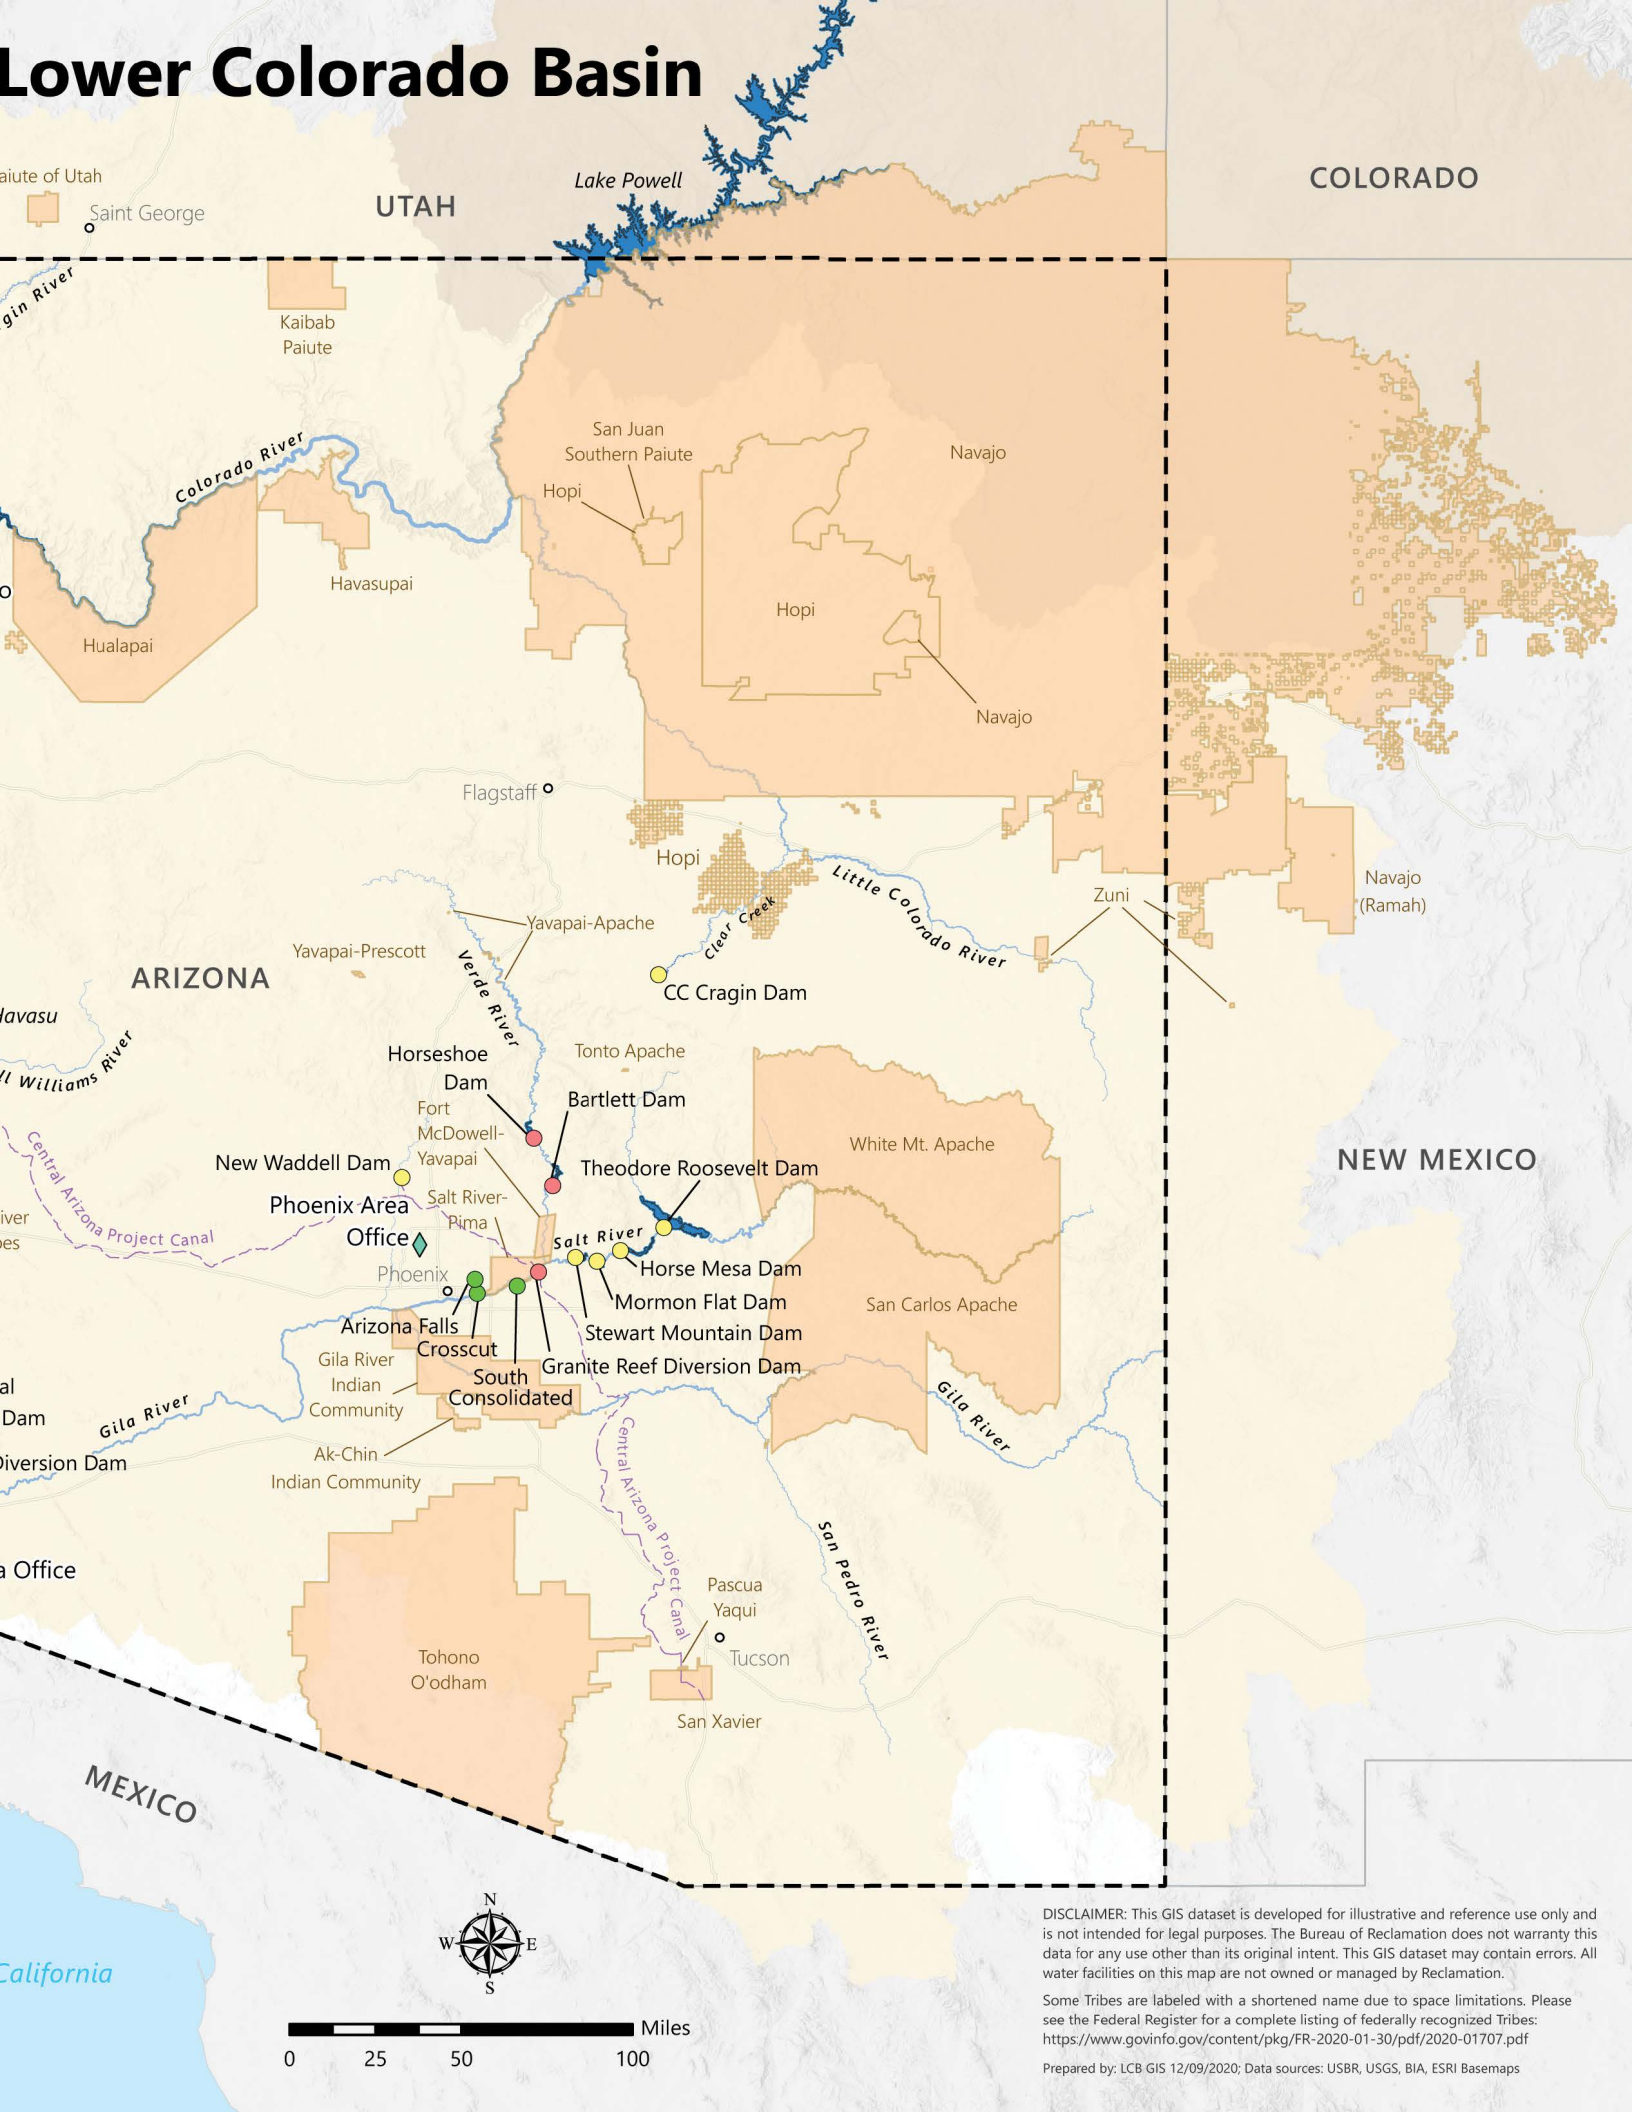 Lower Colorado Basin
aiute of Utah
Saint George
UTAH
Lake Powell
COLORADO
gin River
Kaibab
Paiute
Colorado River
San Juan
Southern Paiute
Hopi
Navajo
Havasupai
Hopi
Hualapai
Navajo
Flagstaff
Hopi
Little Colorado River
Zuni
Navajo
(Ramah)
Clear Creek
Yavapai-Apache
Yavapai-Prescott
Verde River
ARIZONA
CC Cragin Dam
Havasu
ll Williams River
Horseshoe
Dam
Tonto Apache
Bartlett Dam
Fort
McDowell-
Yavapai
White Mt. Apache
NEW MEXICO
New Waddell Dam
Theodore Roosevelt Dam
Central Arizona Project Canal
Phoenix Area
Office
Salt River-
Pima
iver
bes
Salt River
Phoenix
Horse Mesa Dam
Mormon Flat Dam
San Carlos Apache
Arizona Falls
Stewart Mountain Dam
Crosscut
Granite Reef Diversion Dam
South
Consolidated
Gila River
Indian
Community
al
Dam
Gila River
Gila River
Ak-Chin
Indian Community
Diversion Dam
Central Arizona Project Canal
San Pedro River
a Office
Pascua
Yaqui
Tucson
Tohono
O'odham
San Xavier
MEXICO
California
N
W
E
S
Miles
0 25 50 100
DISCLAIMER: This GIS dataset is developed for illustrative and reference use only and
is not intended for legal purposes. The Bureau of Reclamation does not warranty this
data for any use other than its original intent. This GIS dataset may contain errors. All
water facilities on this map are not owned or managed by Reclamation.
Some Tribes are labeled with a shortened name due to space limitations. Please
see the Federal Register for a complete listing of federally recognized Tribes:
https://www.govinfo.gov/content/pkg/FR-2020-01-30/pdf/2020-01707.pdf
Prepared by: LCB GIS 12/09/2020; Data sources: USBR, USGS, BIA, ESRI Basemaps